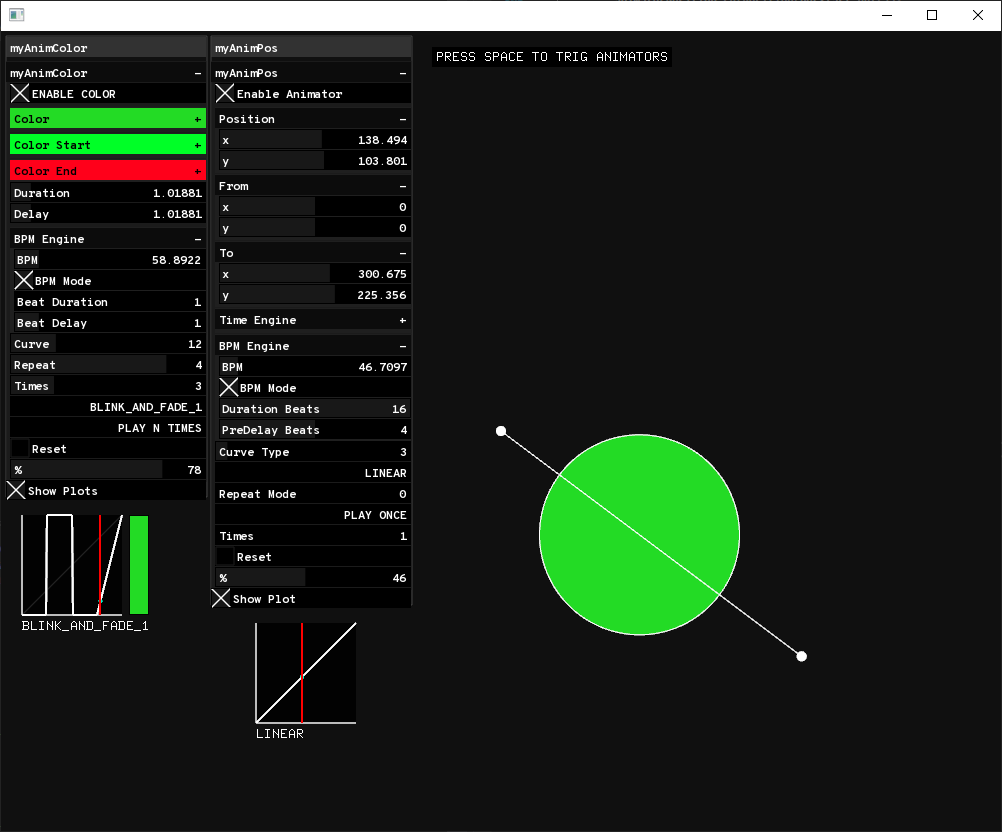 myAnimColor
myAnimColor -
ENABLE COLOR
Color +
Color Start +
Color End +
Duration 1.01881
Delay 1.01881
BPM Engine -
BPM 58.8922
BPM Mode
Beat Duration 1
Beat Delay 1
Curve 12
Repeat 4
Times 3
BLINK_AND_FADE_1
PLAY N TIMES
Reset
% 78
Show Plots
BLINK_AND_FADE_1
myAnimPos
myAnimPos -
Enable Animator
Position -
x 138.494
y 103.801
From -
x 0
y 0
To -
x 300.675
y 225.356
Time Engine +
BPM Engine -
BPM 46.7097
BPM Mode
Duration Beats 16
PreDelay Beats 4
Curve Type 3
LINEAR
Repeat Mode 0
PLAY ONCE
Times 1
Reset
% 46
Show Plot
LINEAR
PRESS SPACE TO TRIG ANIMATORS